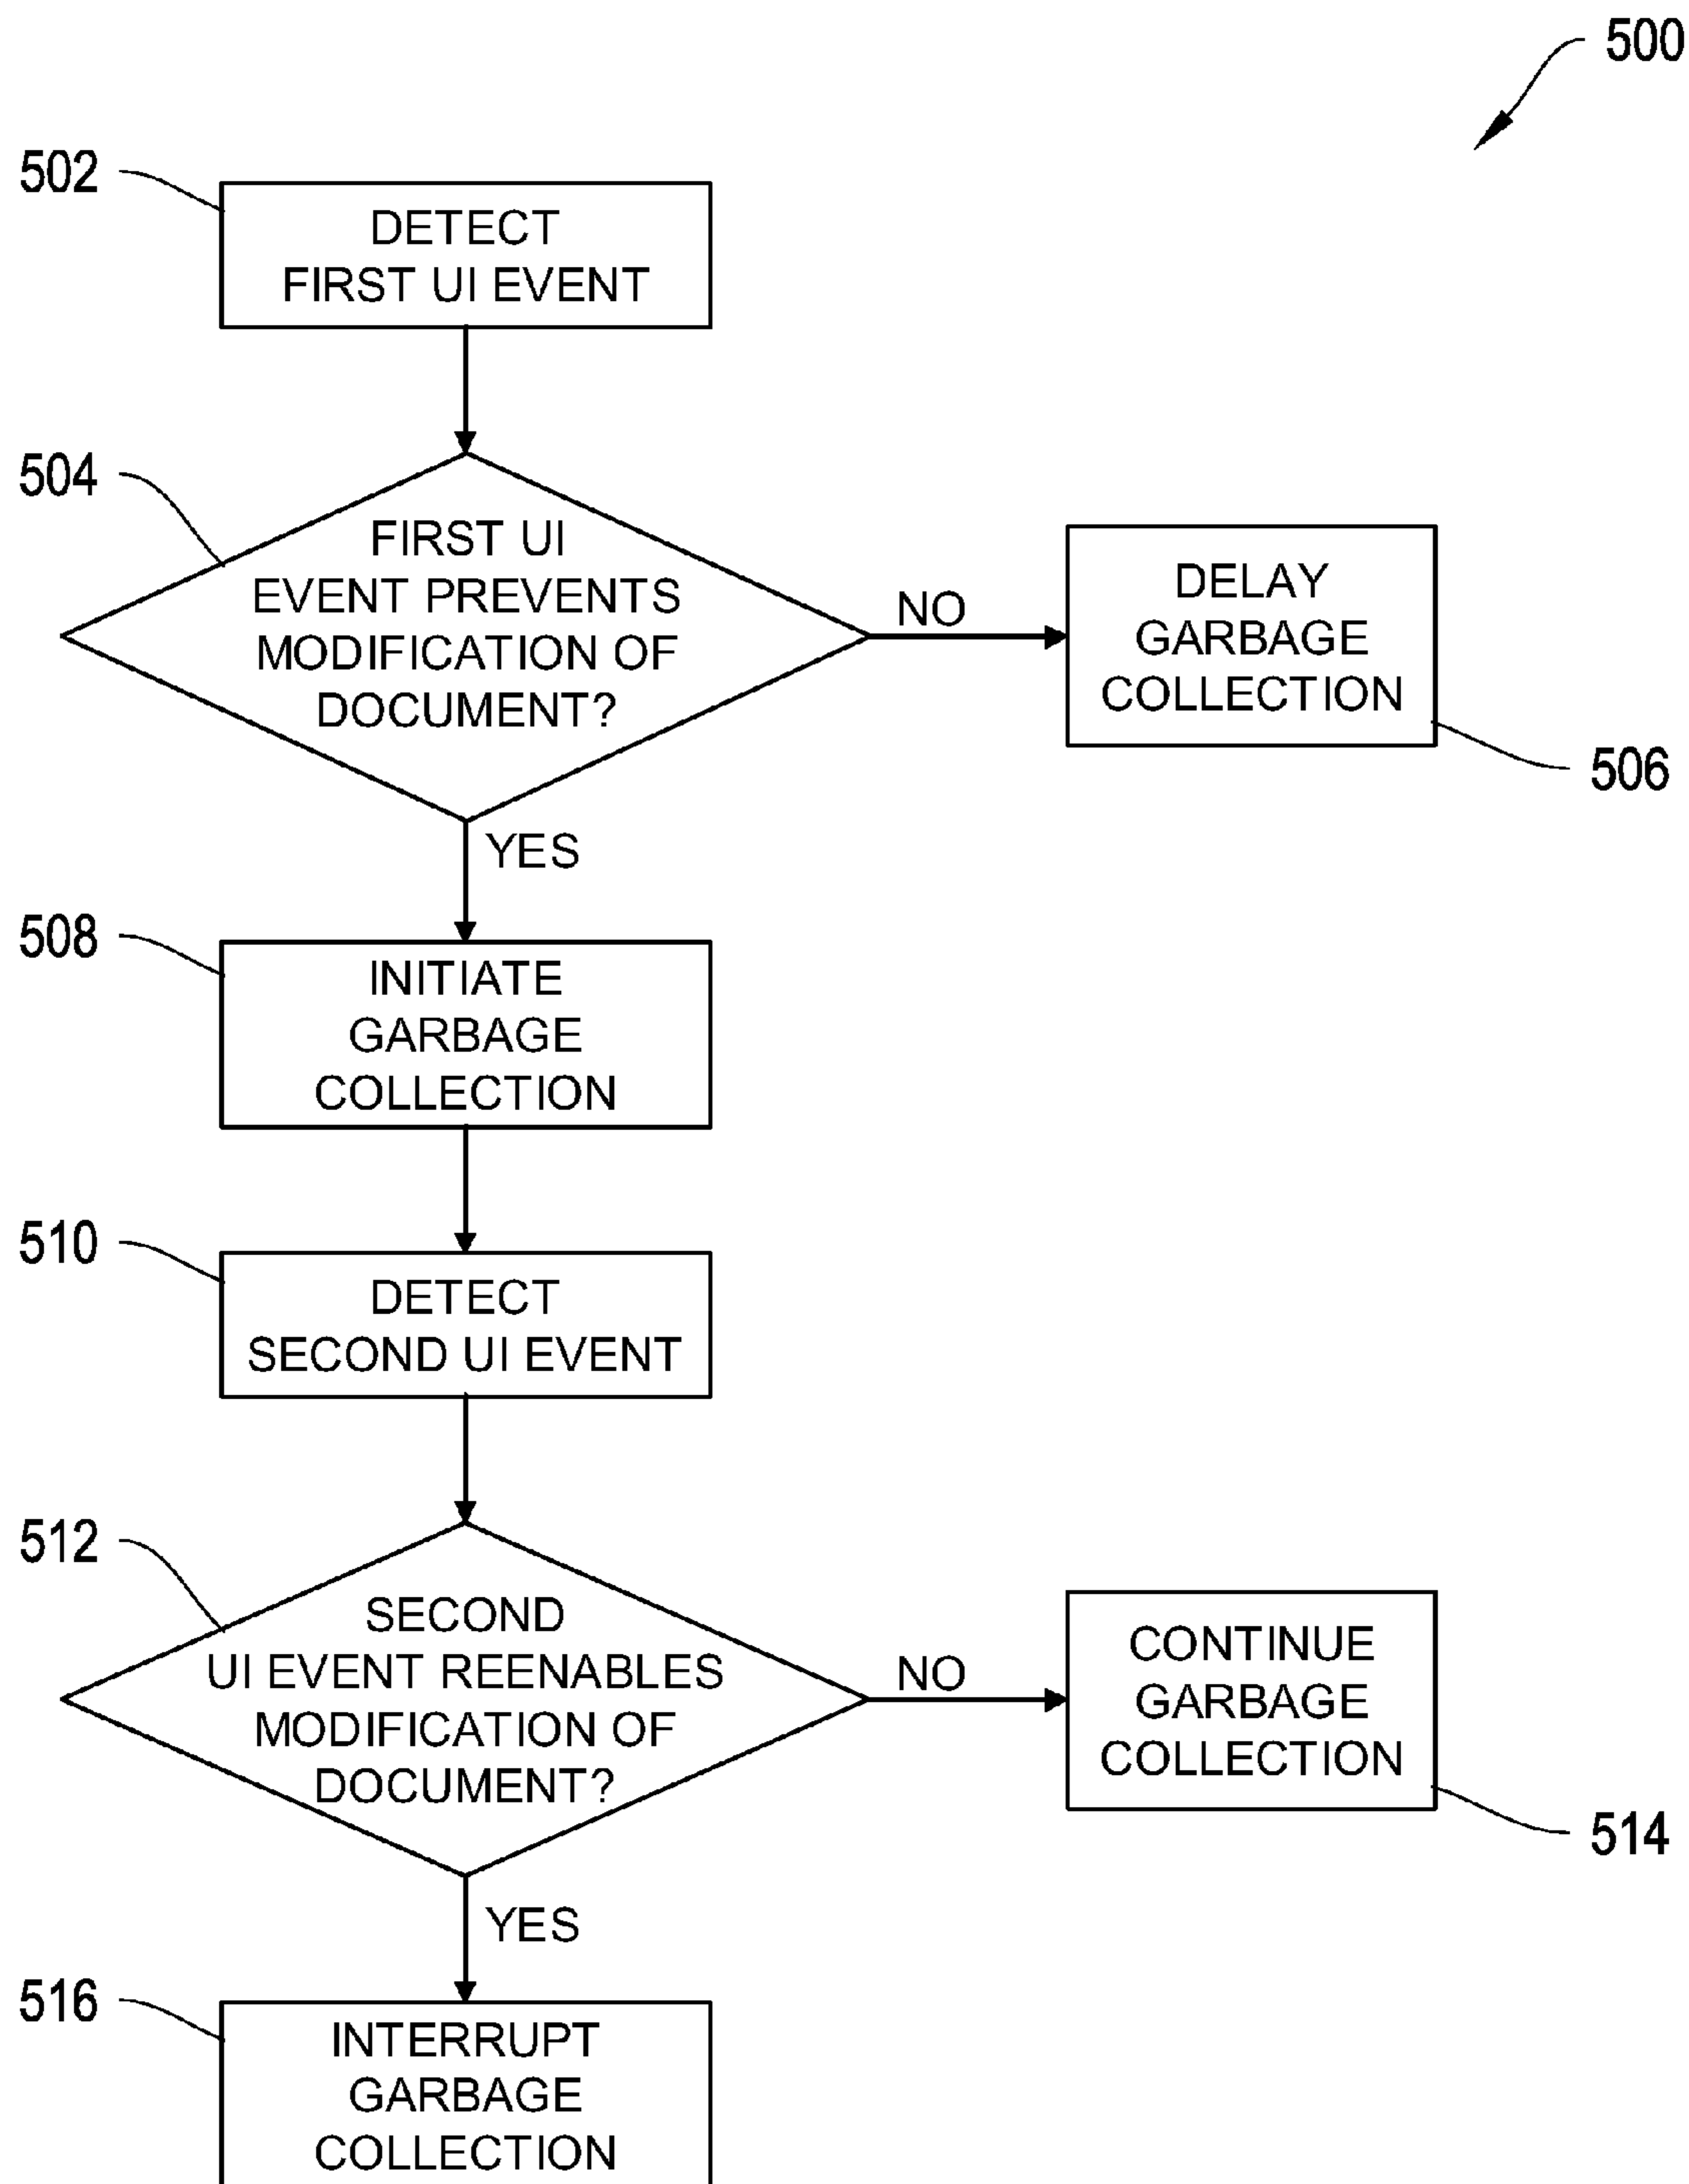 500
502
DETECT
FIRST UI EVENT
504
FIRST UI
EVENT PREVENTS
MODIFICATION OF
DOCUMENT?
NO
DELAY
GARBAGE
COLLECTION
506
YES
508
INITIATE
GARBAGE
COLLECTION
510
DETECT
SECOND UI EVENT
512
SECOND
UI EVENT REENABLES
MODIFICATION OF
DOCUMENT?
NO
CONTINUE
GARBAGE
COLLECTION
514
YES
516
INTERRUPT
GARBAGE
COLLECTION